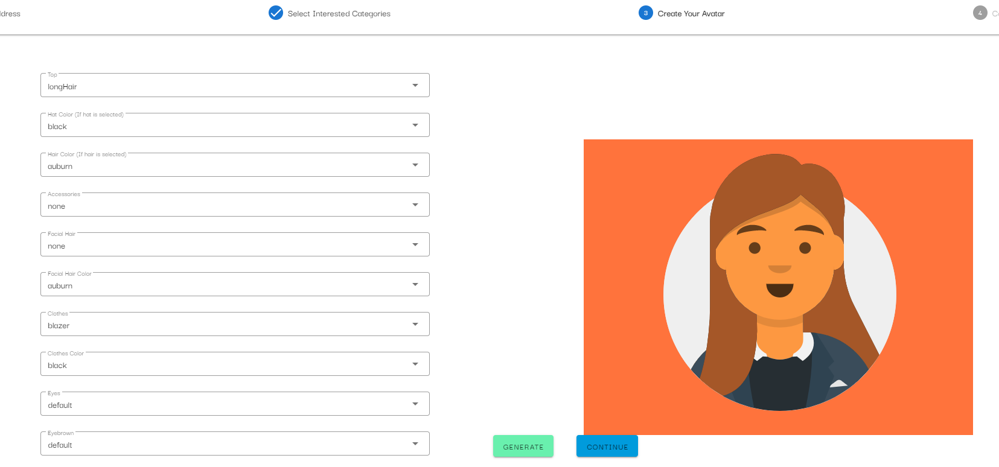 Select Interested Categories
3 Create Your Avatar
4
Top
longHair
Hat Color (If hat is selected)
black
Hair Color (If hair is selected)
auburn
Accessories
none
Facial Hair
none
Facial Hair Color
auburn
Clothes
blazer
Clothes Color
black
Eyes
default
Eyebrown
default
GENERATE
CONTINUE